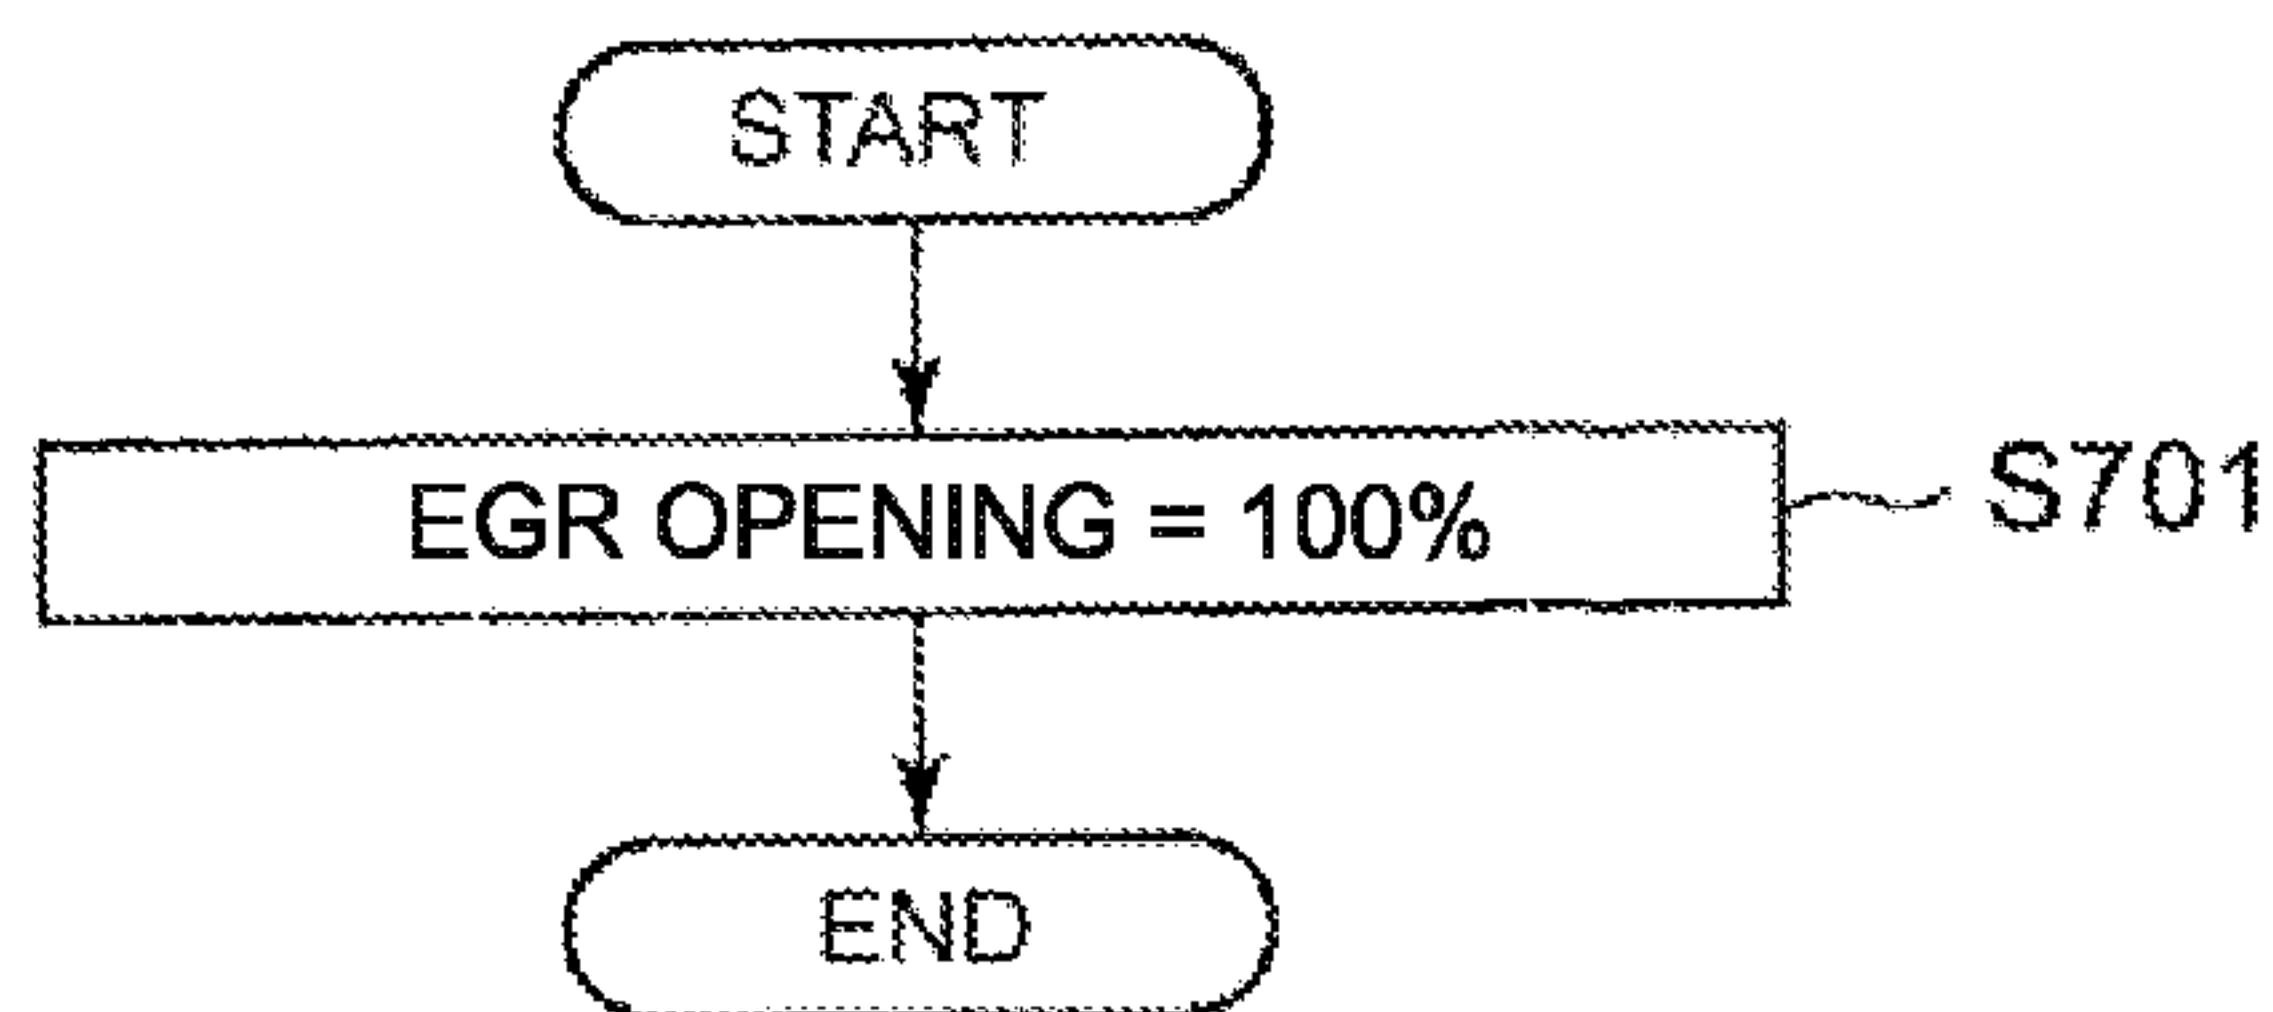 START
EGR OPENING = 100%
S701
END